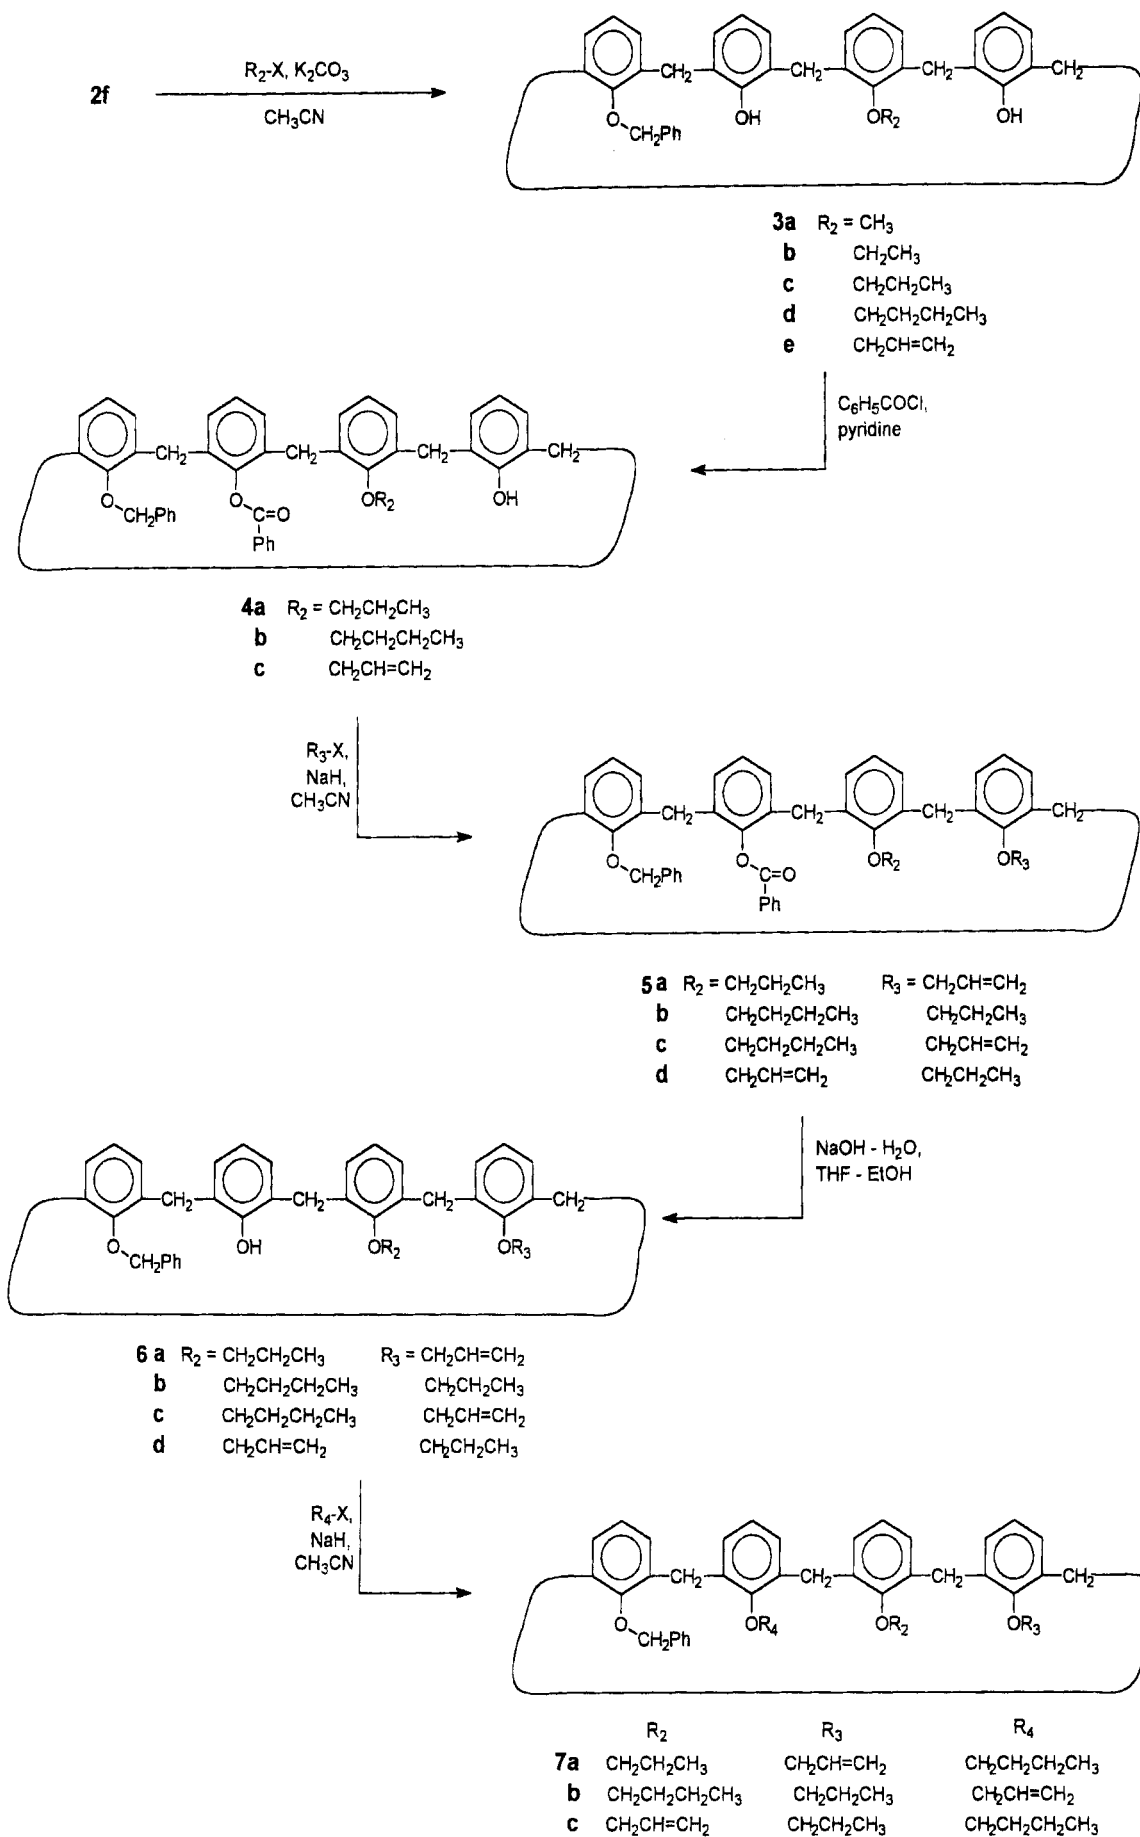 2f
R₂-X, K₂CO₃
CH₃CN
CH₂ CH₂ CH₂ CH₂
O CH₂Ph OH OR₂ OH
3a R₂ = CH₃
b CH₂CH₃
c CH₂CH₂CH₃
d CH₂CH₂CH₂CH₃
e CH₂CH=CH₂
C₆H₅COCl,
pyridine
CH₂ CH₂ CH₂ CH₂
O CH₂Ph O C=O Ph OR₂ OH
4a R₂ = CH₂CH₂CH₃
b CH₂CH₂CH₂CH₃
c CH₂CH=CH₂
R₃-X,
NaH,
CH₃CN
CH₂ CH₂ CH₂ CH₂
O CH₂Ph O C=O Ph OR₂ OR₃
5a R₂ = CH₂CH₂CH₃ R₃ = CH₂CH=CH₂
b CH₂CH₂CH₂CH₃ CH₂CH₂CH₃
c CH₂CH₂CH₂CH₃ CH₂CH=CH₂
d CH₂CH=CH₂ CH₂CH₂CH₃
NaOH - H₂O,
THF - EtOH
CH₂ CH₂ CH₂ CH₂
O CH₂Ph OH OR₂ OR₃
6a R₂ = CH₂CH₂CH₃ R₃ = CH₂CH=CH₂
b CH₂CH₂CH₂CH₃ CH₂CH₂CH₃
c CH₂CH₂CH₂CH₃ CH₂CH=CH₂
d CH₂CH=CH₂ CH₂CH₂CH₃
R₄-X,
NaH,
CH₃CN
CH₂ CH₂ CH₂ CH₂
O CH₂Ph OR₄ OR₂ OR₃
R₂ R₃ R₄
7a CH₂CH₂CH₃ CH₂CH=CH₂ CH₂CH₂CH₂CH₃
b CH₂CH₂CH₂CH₃ CH₂CH₂CH₃ CH₂CH=CH₂
c CH₂CH=CH₂ CH₂CH₂CH₃ CH₂CH₂CH₂CH₃